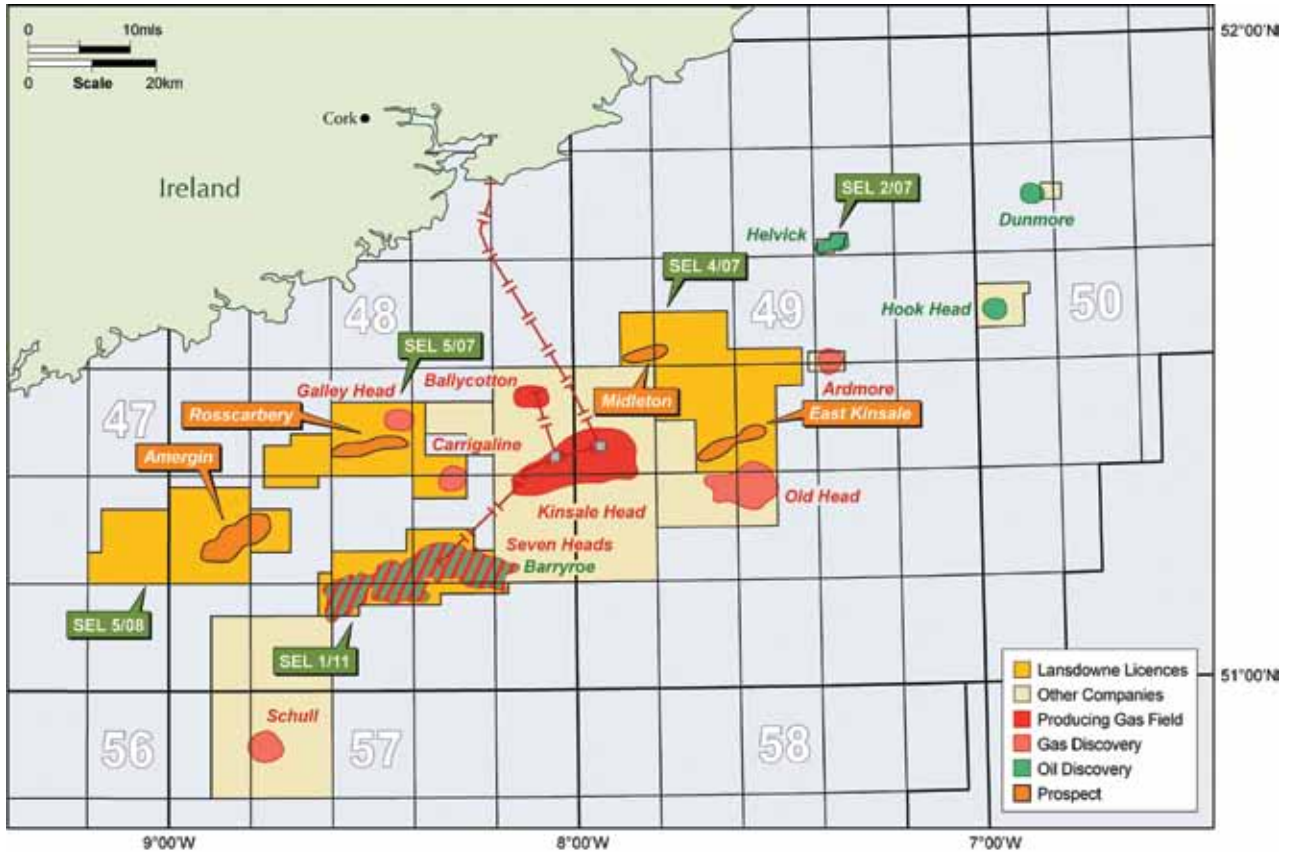 0 10mls
0 Scale 20km
52°00'N
Cork
Ireland
SEL 2/07
Dunmore
Helvick
SEL 4/07
48
49
Hook Head
50
SEL 5/07
Galley Head
Ballycotton
Ardmore
Midleton
47
Rosscarbery
East Kinsale
Carrigaline
Amergin
Old Head
Kinsale Head
Seven Heads
Barryroe
SEL 5/08
SEL 1/11
51°00'N
Schull
56
57
58
Lansdowne Licences
Other Companies
Producing Gas Field
Gas Discovery
Oil Discovery
Prospect
9°00'W
8°00'W
7°00'W